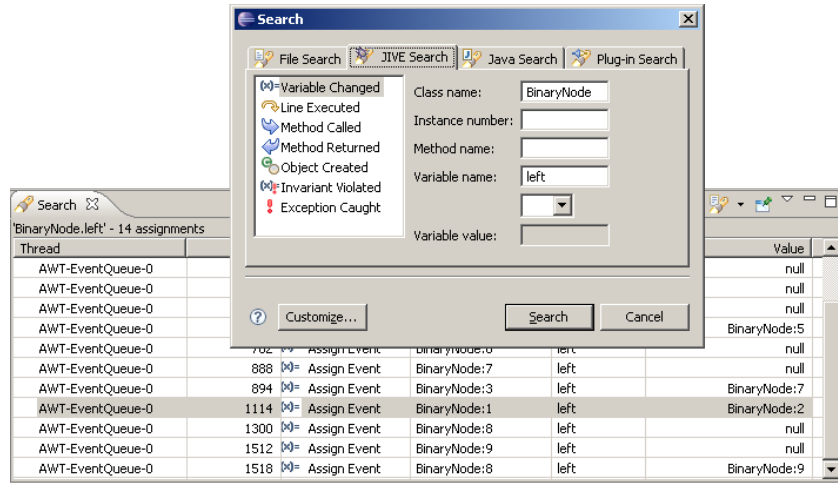 Search
File Search
JIVE Search
Java Search
Plug-in Search
(x)=Variable Changed
Line Executed
Method Called
Method Returned
Object Created
Invariant Violated
Exception Caught
Class name: BinaryNode
Instance number:
Method name:
Variable name: left
Variable value:
? Customize... Search Cancel
Search
'BinaryNode.left' - 14 assignments
Thread Value
AWT-EventQueue-0 null
AWT-EventQueue-0 null
AWT-EventQueue-0 null
AWT-EventQueue-0 BinaryNode:5
AWT-EventQueue-0 762 (x)= Assign Event BinaryNode:6 left null
AWT-EventQueue-0 888 (x)= Assign Event BinaryNode:7 left null
AWT-EventQueue-0 894 (x)= Assign Event BinaryNode:3 left BinaryNode:7
AWT-EventQueue-0 1114 (x)= Assign Event BinaryNode:1 left BinaryNode:2
AWT-EventQueue-0 1300 (x)= Assign Event BinaryNode:8 left null
AWT-EventQueue-0 1512 (x)= Assign Event BinaryNode:9 left null
AWT-EventQueue-0 1518 (x)= Assign Event BinaryNode:8 left BinaryNode:9